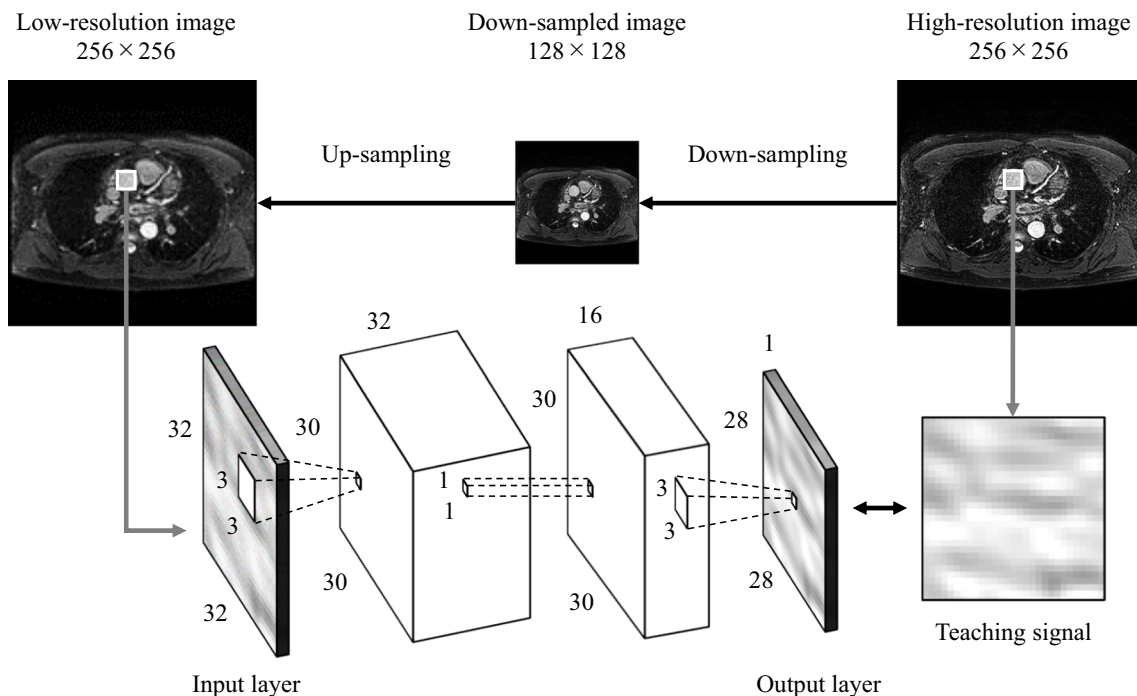 Low-resolution image
256 × 256
Down-sampled image
128 × 128
High-resolution image
256 × 256
Up-sampling
Down-sampling
32
16
1
32
30
30
28
3
3
1
1
3
3
32
30
30
28
Input layer
Output layer
Teaching signal